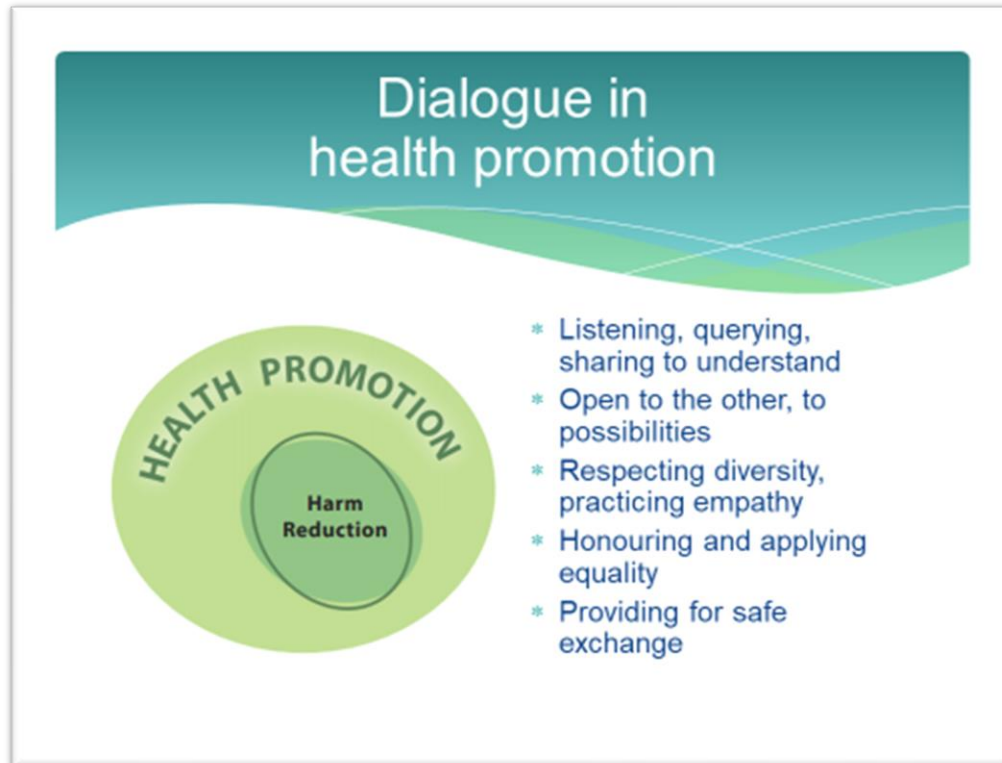 Dialogue in
health promotion
HEALTH PROMOTION
Harm
Reduction
* Listening, querying,
sharing to understand
* Open to the other, to
possibilities
* Respecting diversity,
practicing empathy
* Honouring and applying
equality
* Providing for safe
exchange